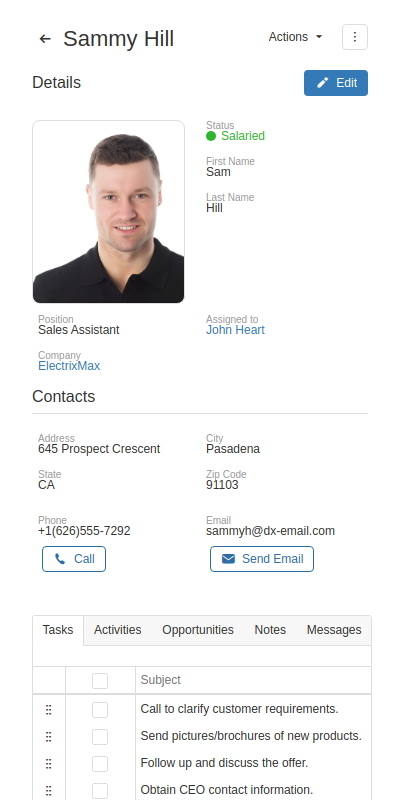 Sammy Hill
Actions
Details
Edit
Status
Salaried
First Name
Sam
Last Name
Hill
Position
Sales Assistant
Assigned to
John Heart
Company
ElectrixMax
Contacts
Address
645 Prospect Crescent
City
Pasadena
State
CA
Zip Code
91103
Phone
+1(626)555-7292
Email
sammyh@dx-email.com
Call
Send Email
Tasks Activities Opportunities Notes Messages
Subject
Call to clarify customer requirements.
Send pictures/brochures of new products.
Follow up and discuss the offer.
Obtain CEO contact information.